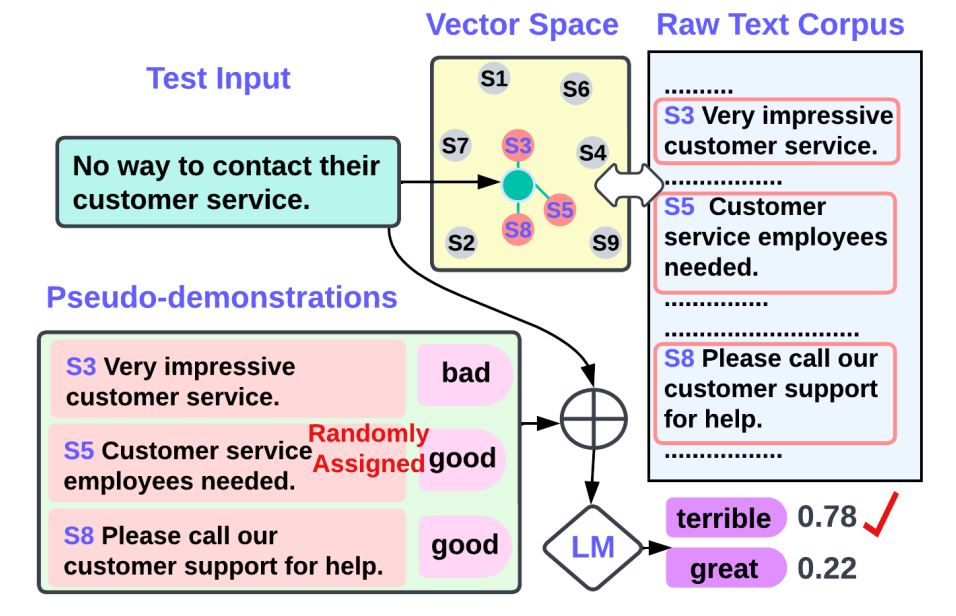 Vector Space
Raw Text Corpus
Test Input
No way to contact their
customer service.
S1
S6
S7
S3
S4
S5
S8
S2
S9
..........
S3 Very impressive
customer service.
.................
S5 Customer
service employees
needed.
...............
............................
S8 Please call our
customer support
for help.
.................
Pseudo-demonstrations
S3 Very impressive
customer service.
bad
S5 Customer service
employees needed.
Randomly
Assigned
good
S8 Please call our
customer support for help.
good
LM
terrible 0.78
great 0.22